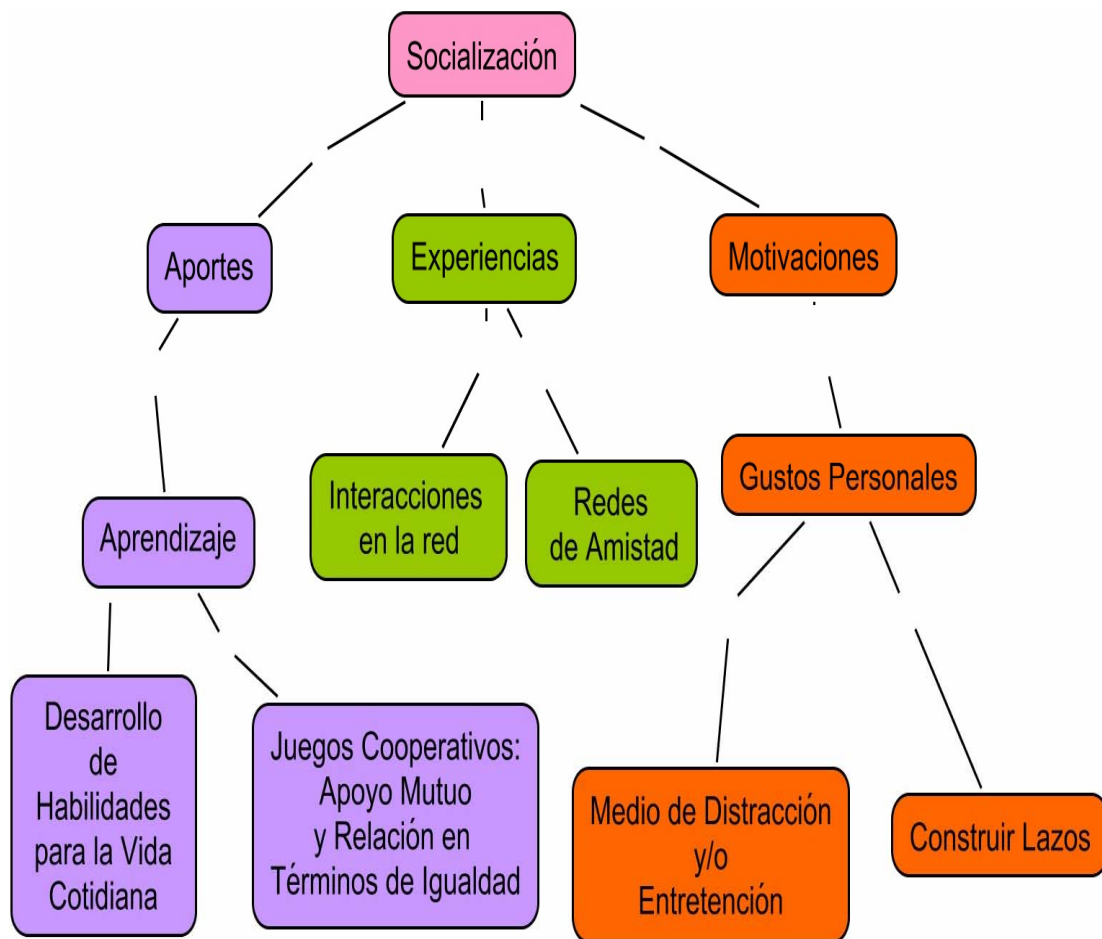 Socialización
Aportes
Experiencias
Motivaciones
Gustos Personales
Interacciones
en la red
Redes
de Amistad
Aprendizaje
Desarrollo
de
Habilidades
para la Vida
Cotidiana
Juegos Cooperativos:
Apoyo Mutuo
y Relación en
Términos de Igualdad
Medio de Distracción
y/o
Entretención
Construir Lazos